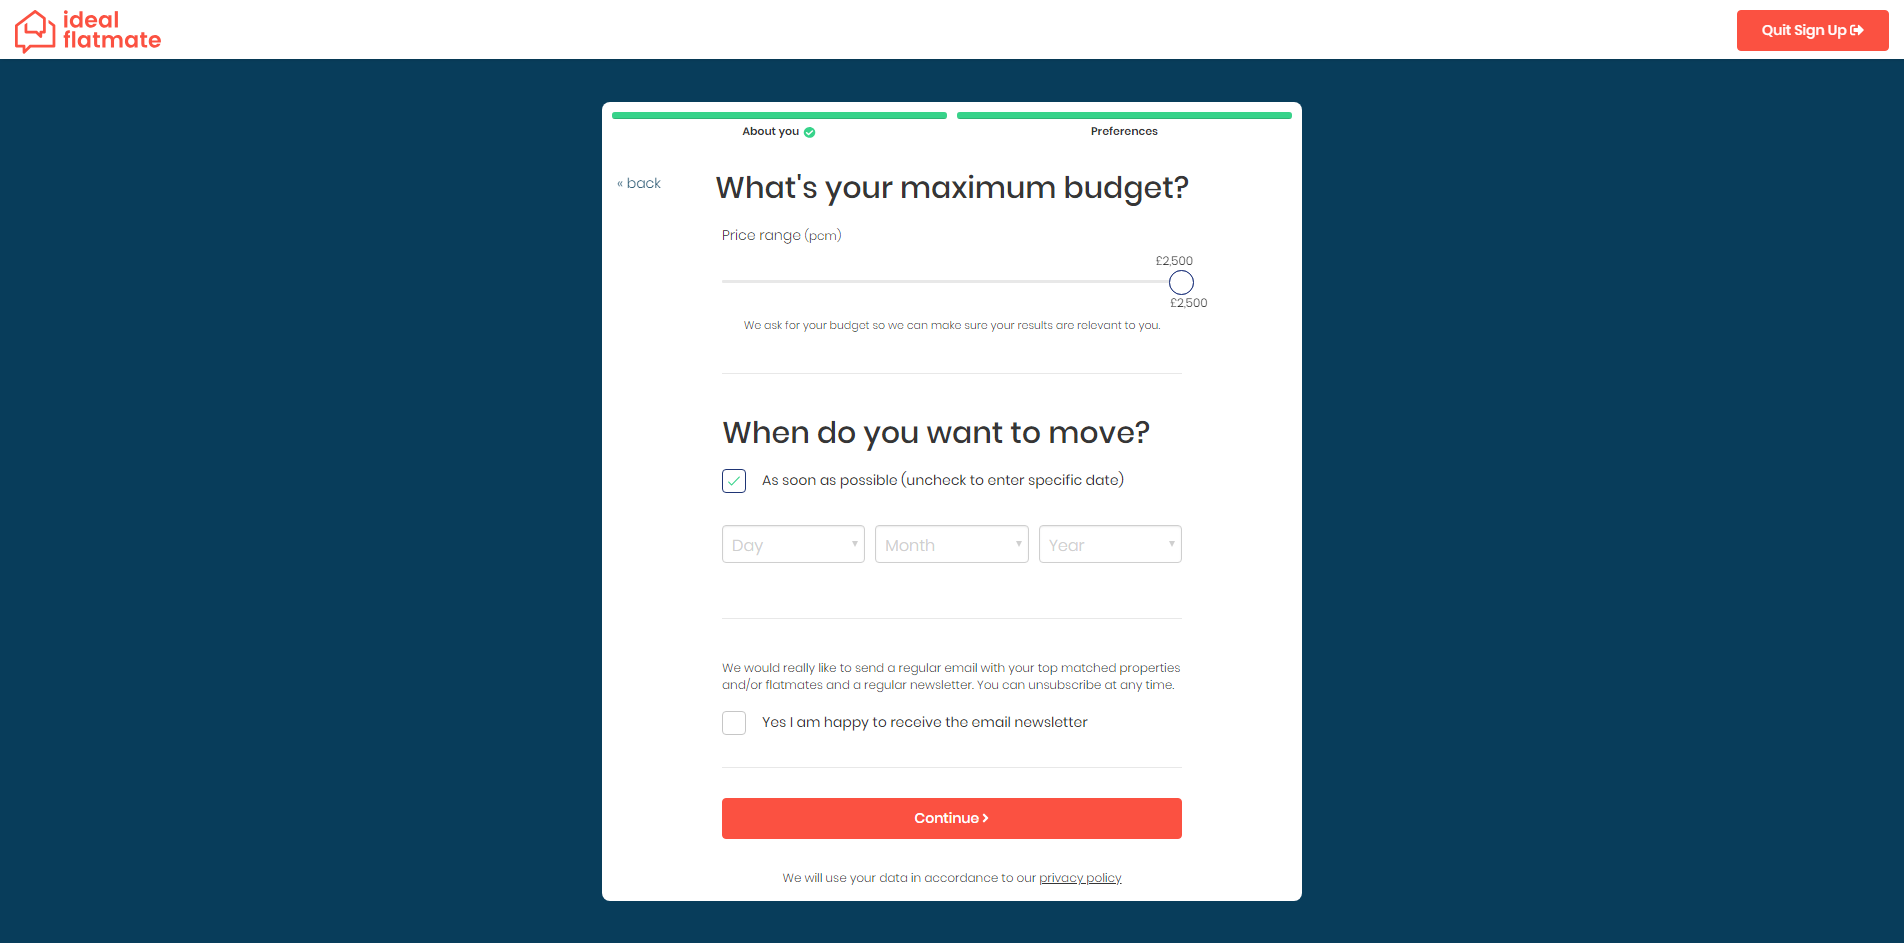 ideal
flatmate
Quit Sign Up
About you
Preferences
« back
What's your maximum budget?
Price range (pcm)
£2,500
£2,500
We ask for your budget so we can make sure your results are relevant to you.
When do you want to move?
As soon as possible (uncheck to enter specific date)
Day
Month
Year
We would really like to send a regular email with your top matched properties
and/or flatmates and a regular newsletter. You can unsubscribe at any time.
Yes I am happy to receive the email newsletter
Continue
We will use your data in accordance to our privacy policy